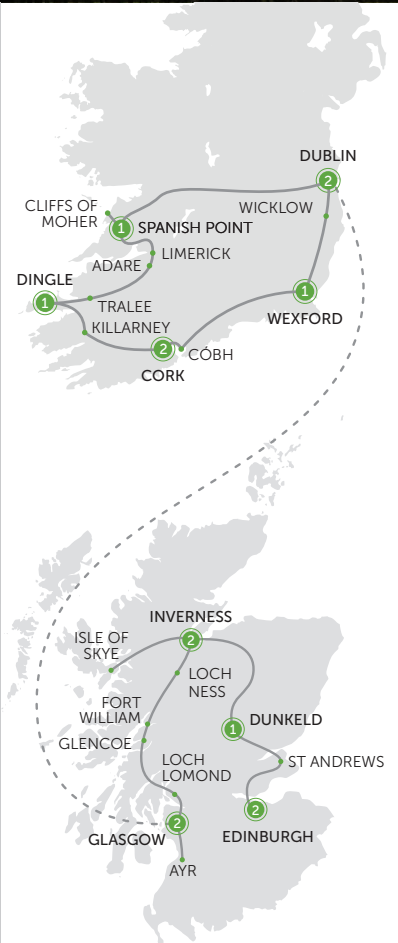 DUBLIN
2
WICKLOW
CLIFFS OF
MOHER
1
SPANISH POINT
LIMERICK
ADARE
DINGLE
1
TRALEE
1
WEXFORD
KILLARNEY
2
CÓBH
CORK
INVERNESS
2
ISLE OF
SKYE
LOCH
NESS
FORT
WILLIAM
DUNKELD
1
GLENCOE
LOCH
LOMOND
ST ANDREWS
2
EDINBURGH
2
GLASGOW
AYR